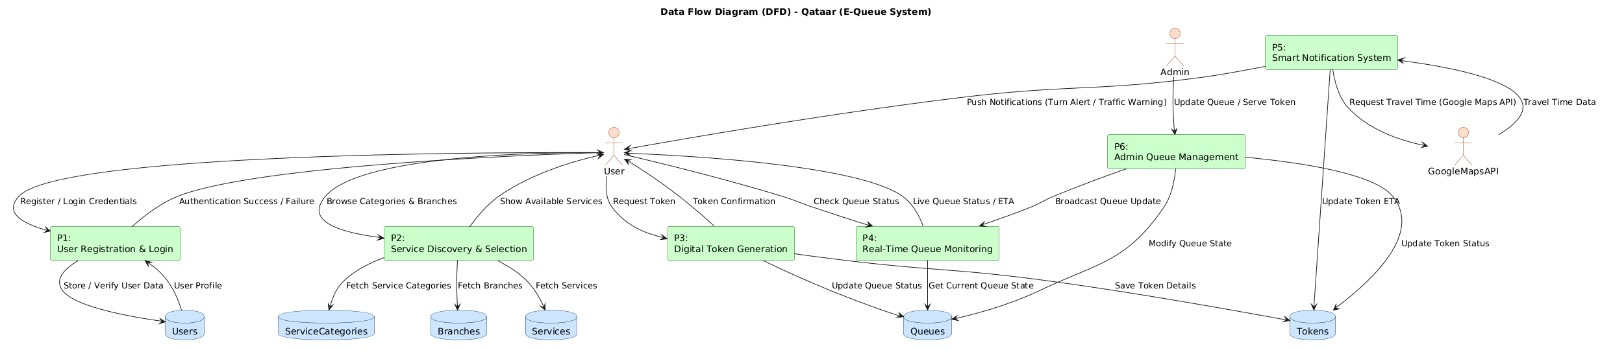 Data Flow Diagram (DFD) - Qataar (E-Queue System)
Admin
P5:
Smart Notification System
Push Notifications (Turn Alert / Traffic Warning)
Update Queue / Serve Token
Request Travel Time (Google Maps API)
Travel Time Data
User
P6:
Admin Queue Management
GoogleMapsAPI
Register / Login Credentials
Authentication Success / Failure
Browse Categories & Branches
Show Available Services
Request Token
Token Confirmation
Check Queue Status
Live Queue Status / ETA
Broadcast Queue Update
Update Token ETA
P1:
User Registration & Login
P2:
Service Discovery & Selection
P3:
Digital Token Generation
P4:
Real-Time Queue Monitoring
Modify Queue State
Update Token Status
Store / Verify User Data
User Profile
Fetch Service Categories
Fetch Branches
Fetch Services
Update Queue Status
Get Current Queue State
Save Token Details
Users
ServiceCategories
Branches
Services
Queues
Tokens